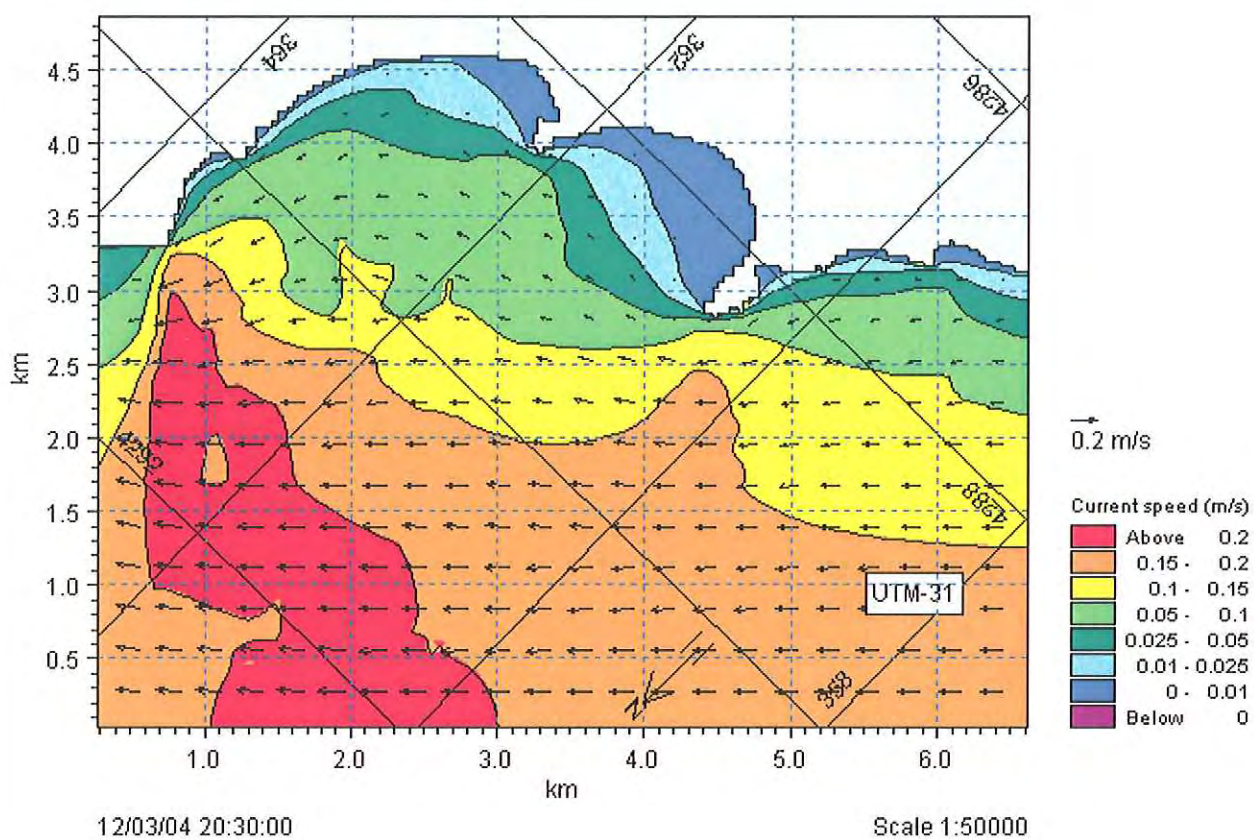 364
362
4286
4.5
4.0
3.5
3.0
2.5
2.0
1.5
1.0
0.5
km
4292
4288
UTM-31
N
358
1.0
2.0
3.0
4.0
5.0
6.0
km
12/03/04 20:30:00
Scale 1:50000
0.2 m/s
Current speed (m/s)
Above 0.2
0.15 - 0.2
0.1 - 0.15
0.05 - 0.1
0.025 - 0.05
0.01 - 0.025
0 - 0.01
Below 0